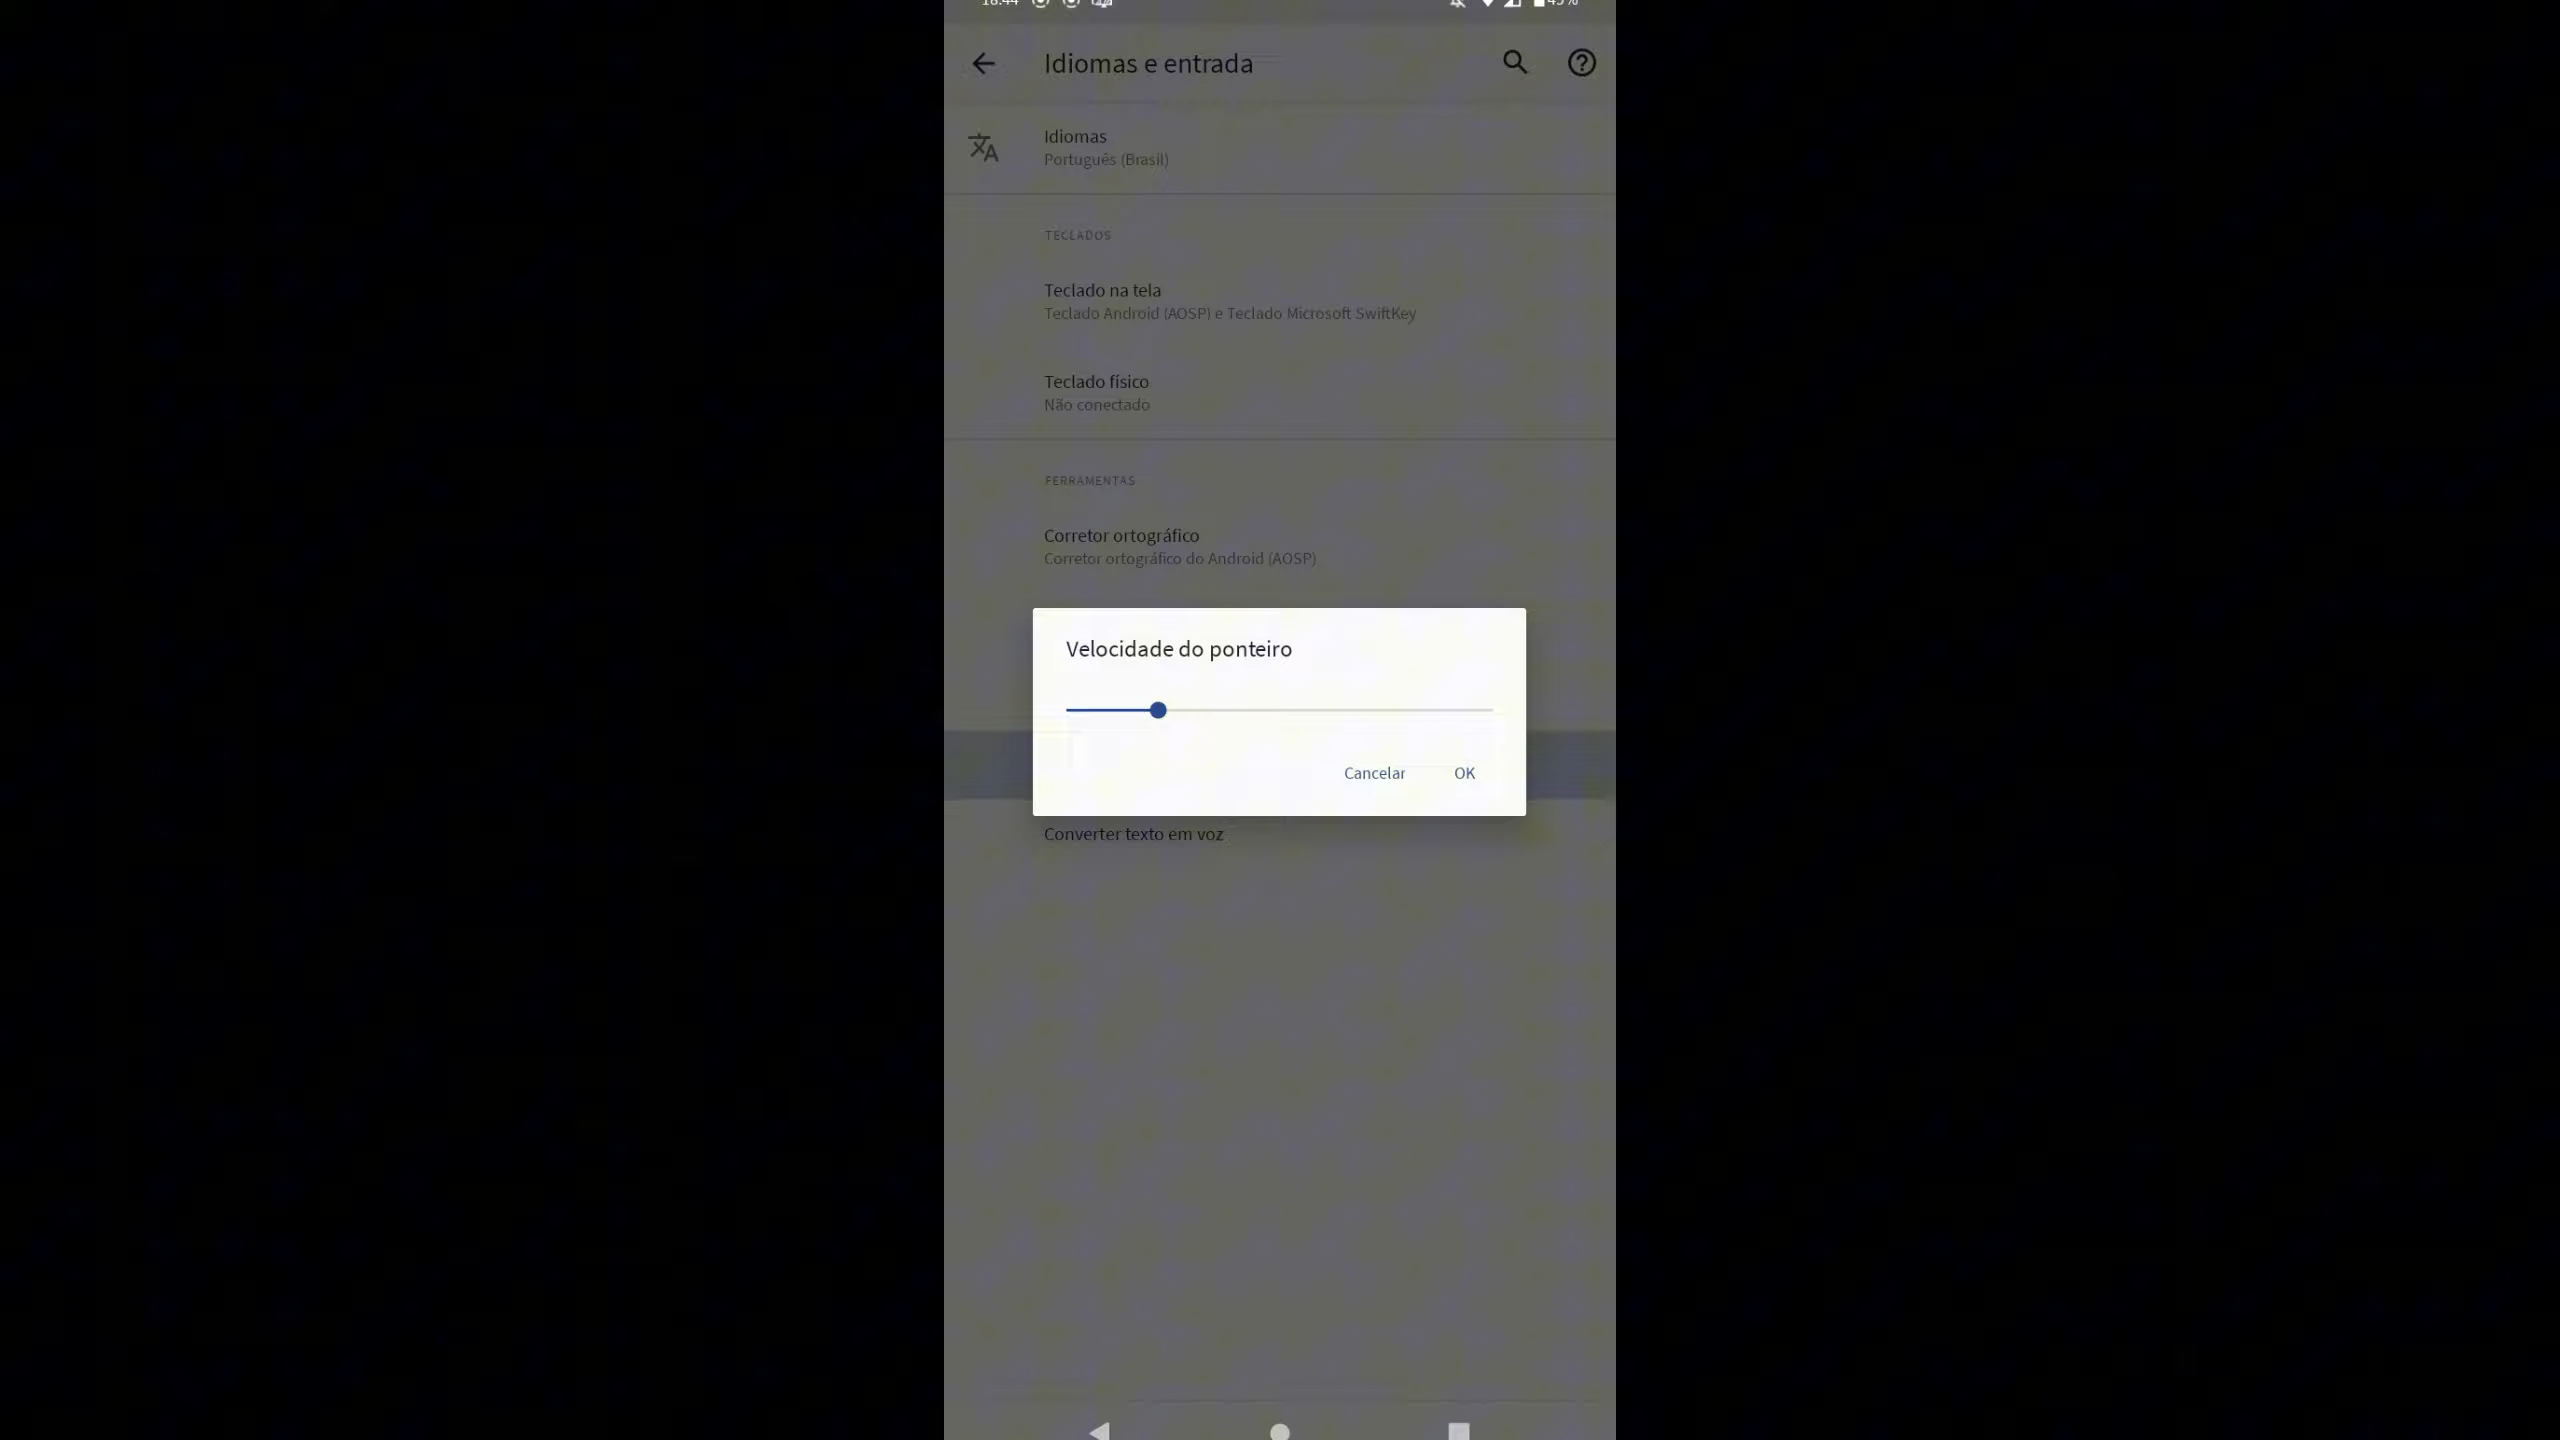 Idiomas e entrada
Idiomas
Português (Brasil)
TECLADOS
Teclado na tela
Teclado Android (AOSP) e Teclado Microsoft SwiftKey
Teclado físico
Não conectado
FERRAMENTAS
Corretor ortográfico
Corretor ortográfico do Android (AOSP)
Velocidade do ponteiro
Cancelar OK
Converter texto em voz